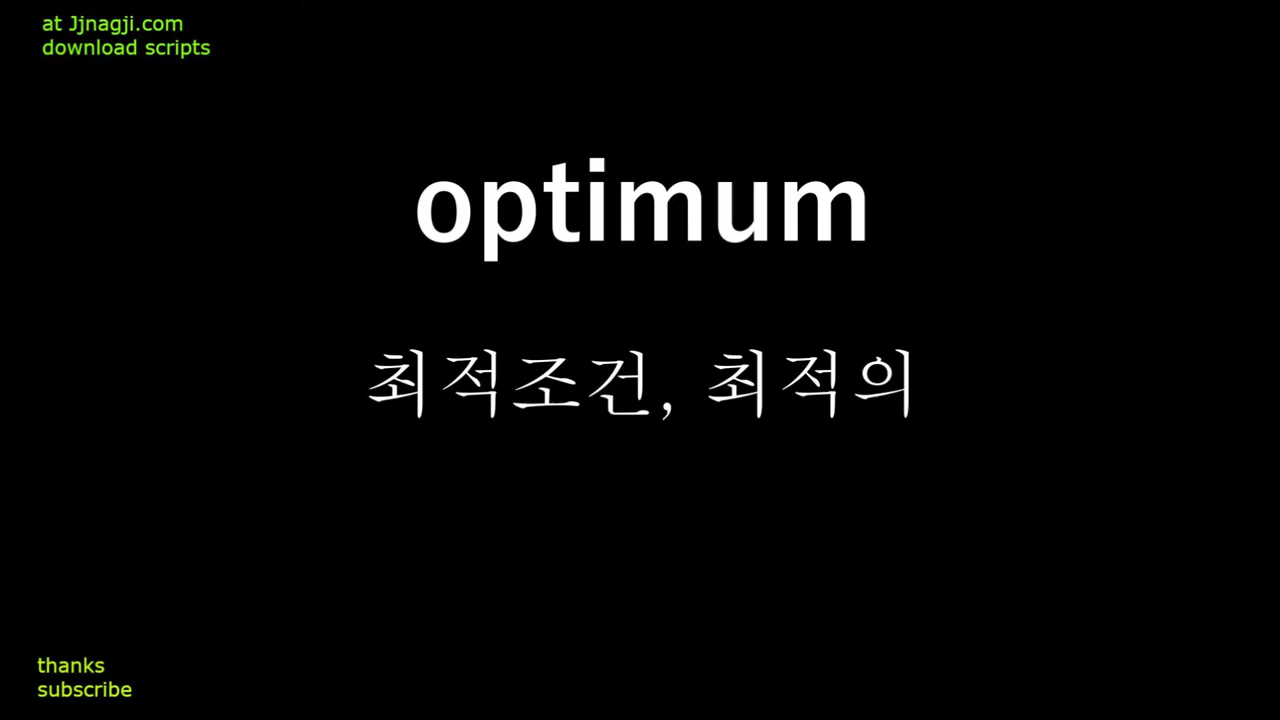 at Jjnagji.com
download scripts
optimum
최적조건, 최적의
thanks
subscribe